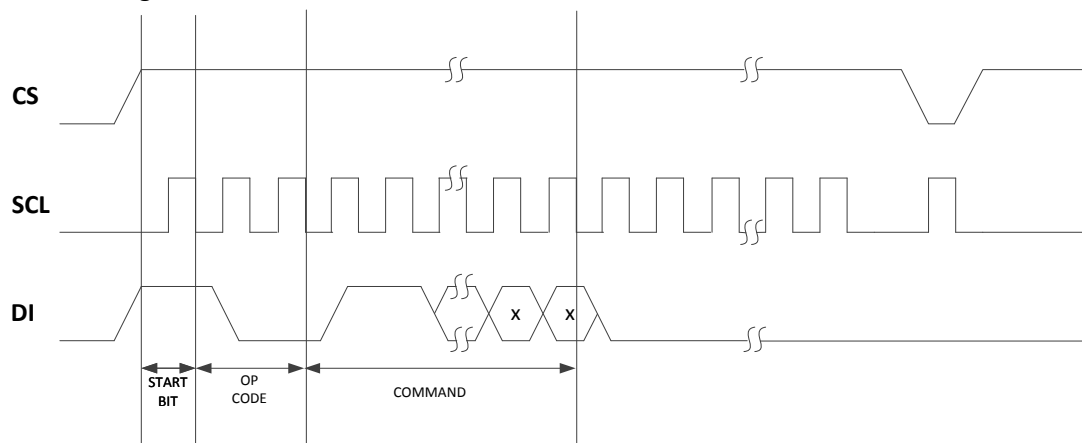 CS
SCL
DI
X
X
START
BIT
OP
CODE
COMMAND